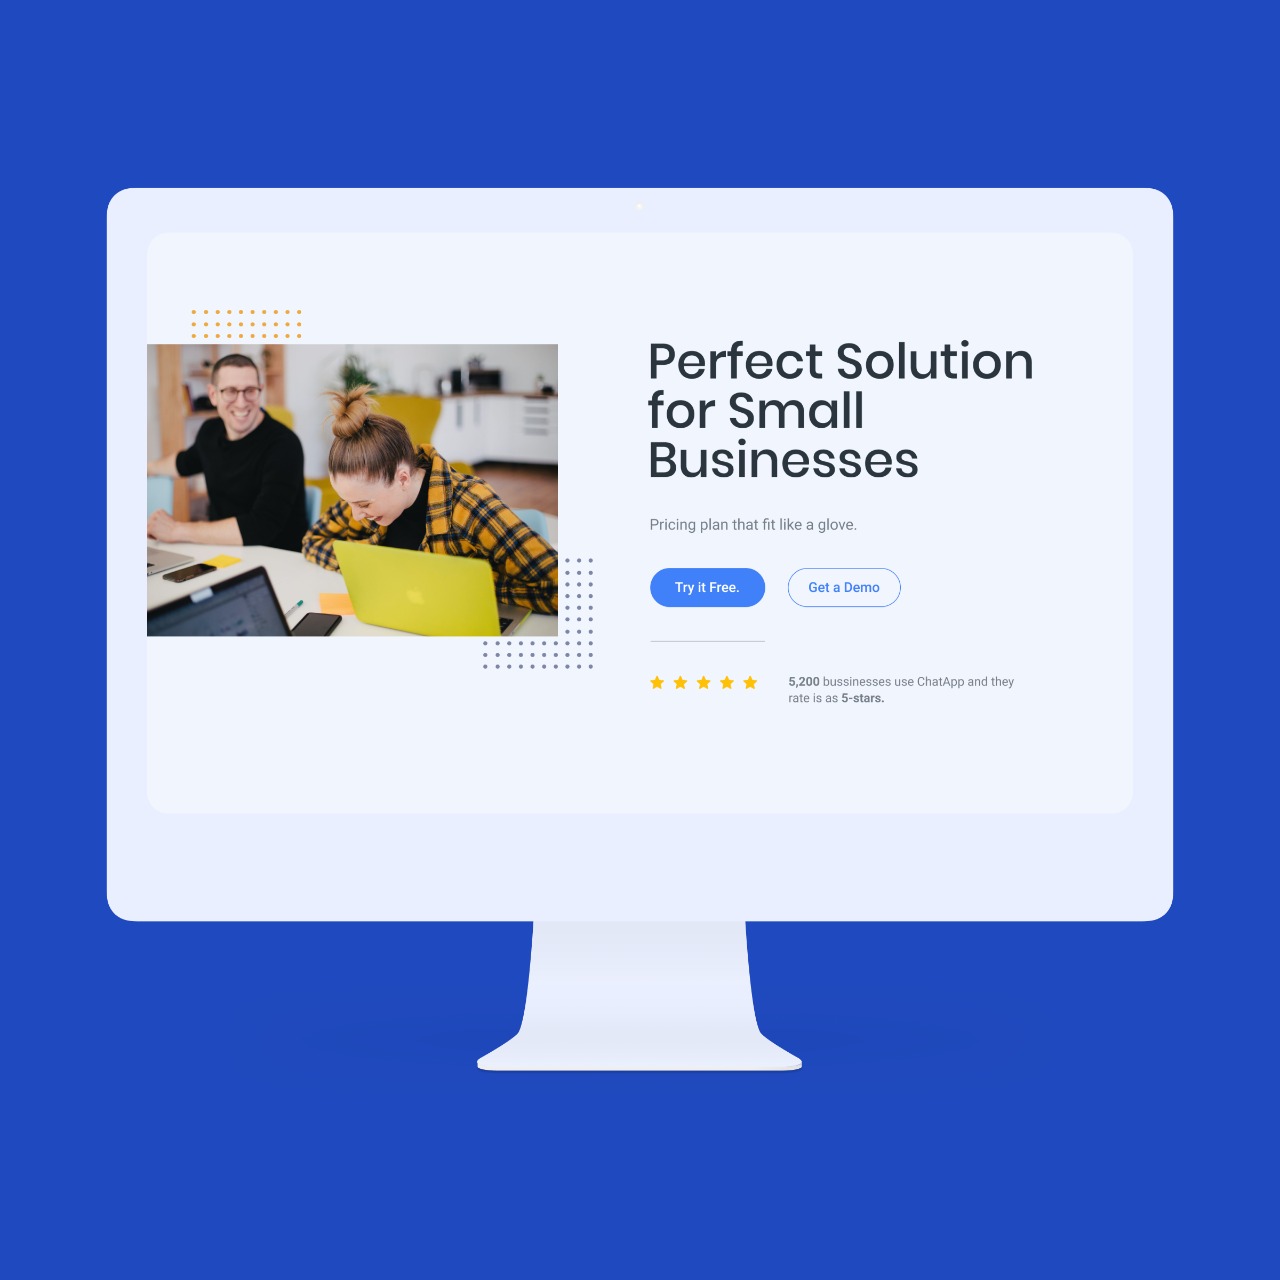 Perfect Solution
for Small
Businesses
Pricing plan that fit like a glove.
Try it Free.
Get a Demo
5,200 bussinesses use ChatApp and they
rate is as 5-stars.